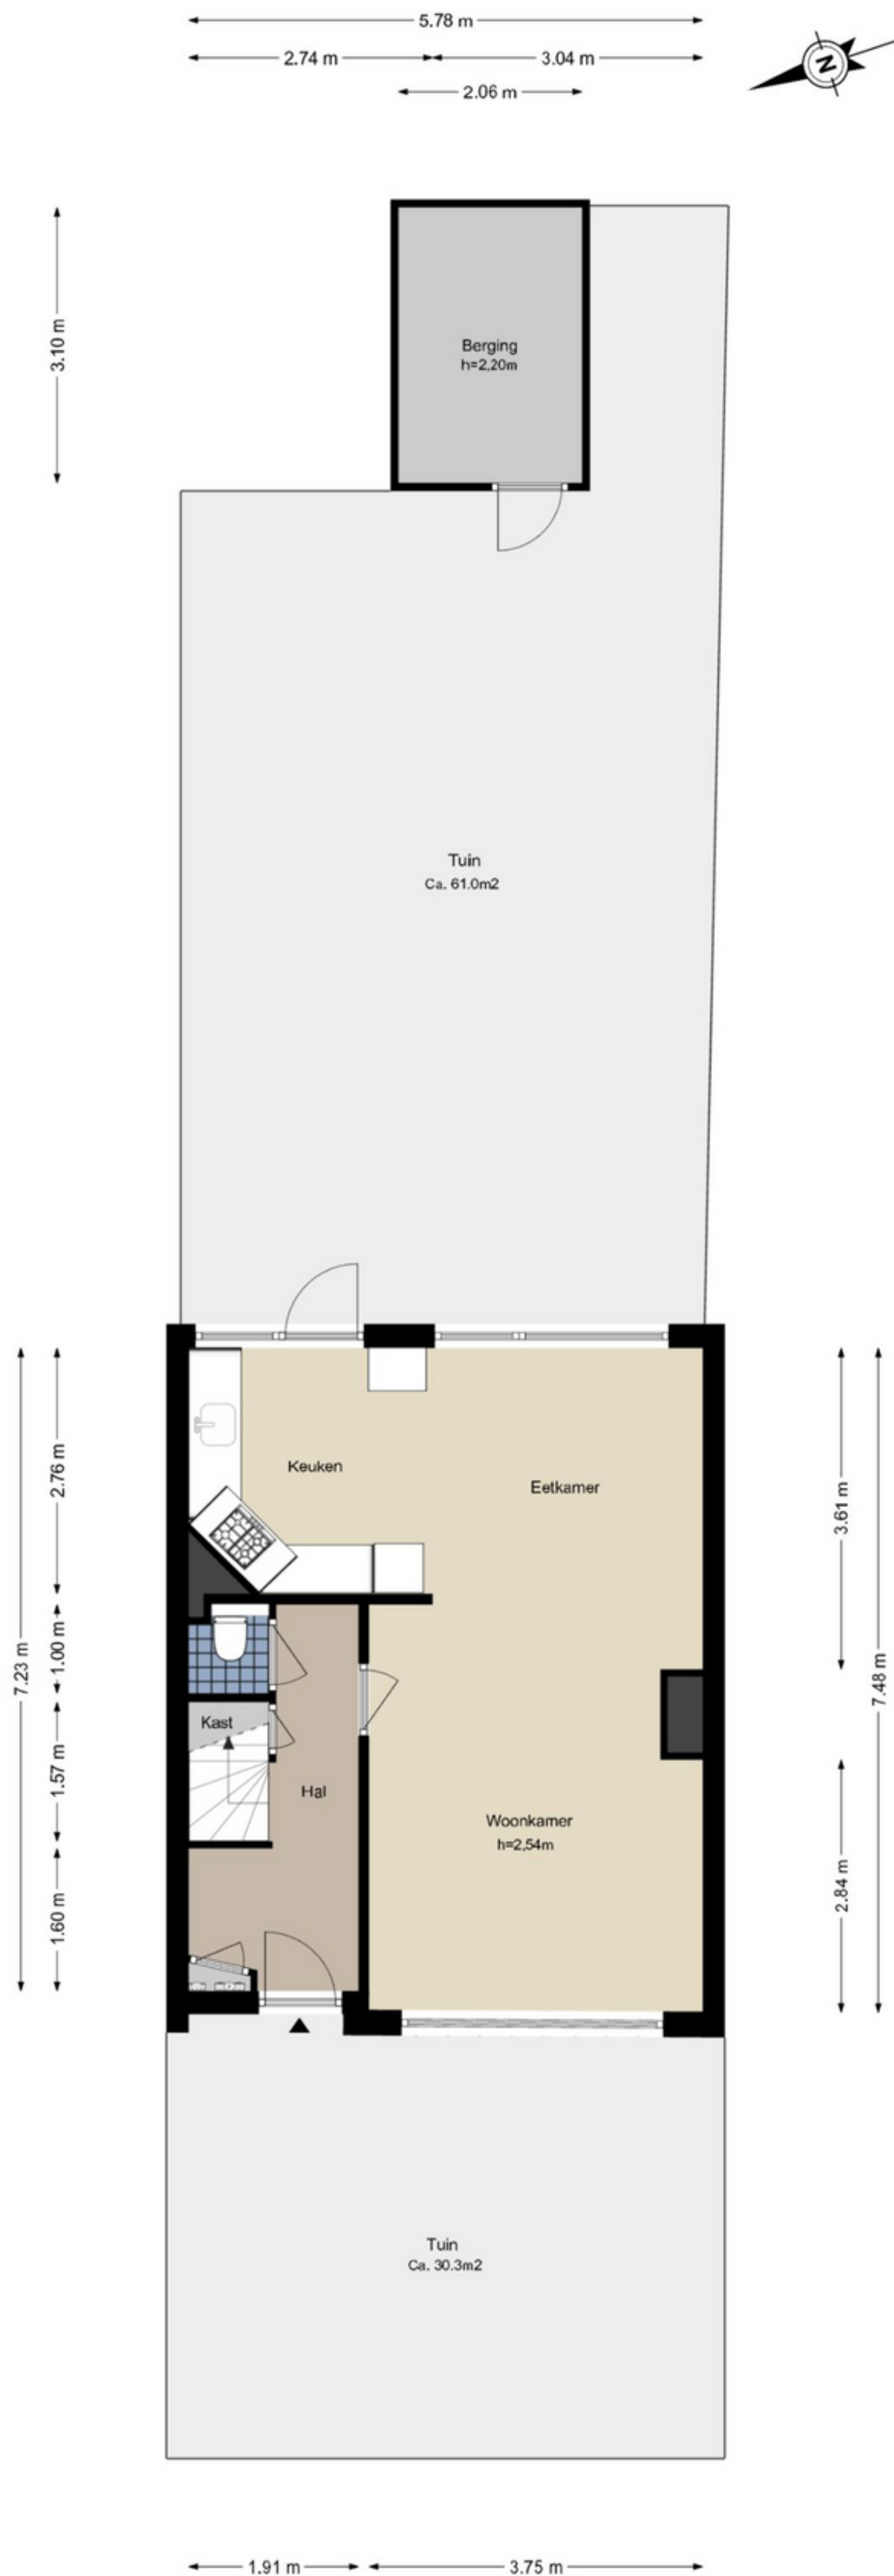 5.78 m
2.74 m
3.04 m
2.06 m
N
3.10 m
Berging
h=2,20m
Tuin
Ca. 61.0m2
7.23 m
2.76 m
1.00 m
1.57 m
1.60 m
Keuken
Eetkamer
Kast
Hal
Woonkamer
h=2,54m
3.61 m
2.84 m
7.48 m
Tuin
Ca. 30.3m2
1.91 m
3.75 m